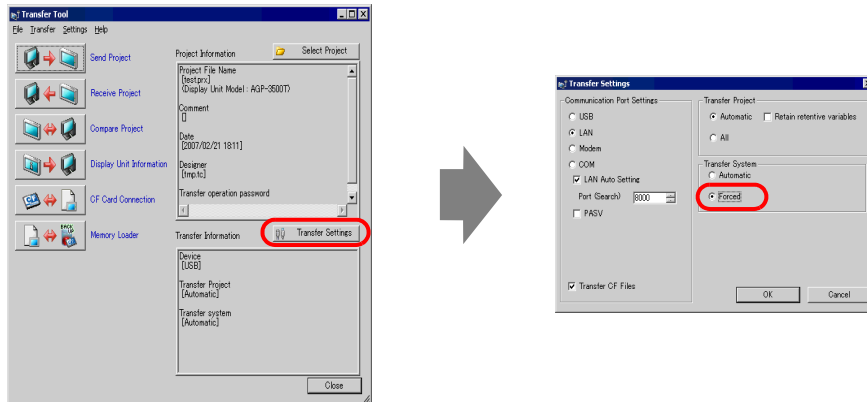 Transfer Tool
File Transfer Settings Help
Send Project
Receive Project
Compare Project
Display Unit Information
CF Card Connection
Memory Loader
Project Information
Select Project
Project File Name
[test.prx]
(Display Unit Model : AGP-3500T)
Comment
[]
Date
[2007/02/21 18:11]
Designer
[tmp.tc]
Transfer operation password
Transfer Information
Transfer Settings
Device
[USB]
Transfer Project
[Automatic]
Transfer system
[Automatic]
Close
Transfer Settings
Communication Port Settings
USB
LAN
Modem
COM
LAN Auto Setting
Port (Search) 8000
PASV
Transfer CF Files
Transfer Project
Automatic Retain retentive variables
All
Transfer System
Automatic
Forced
OK Cancel